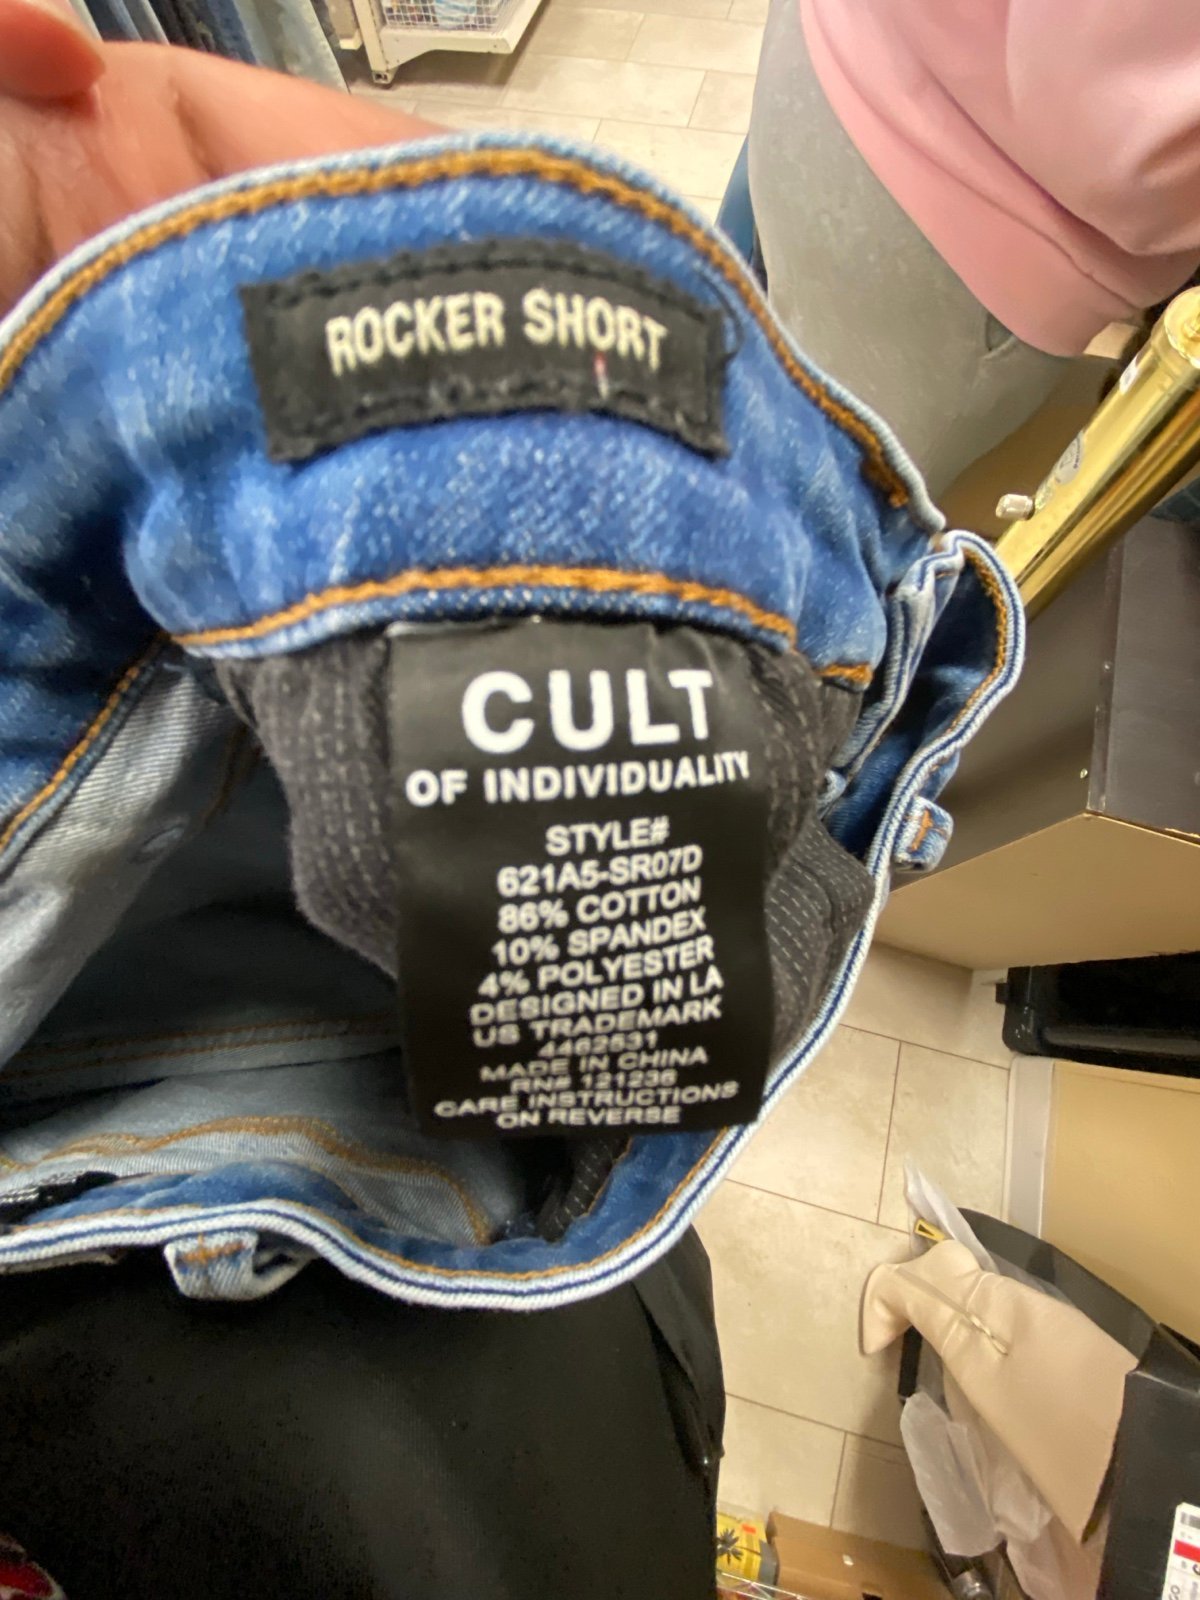 ROCKER SHORT
CULT
OF INDIVIDUALITY
STYLE#
621A5-SR07D
86% COTTON
10% SPANDEX
4% POLYESTER
DESIGNED IN LA
US TRADEMARK
4462531
MADE IN CHINA
RN# 121236
CARE INSTRUCTIONS
ON REVERSE